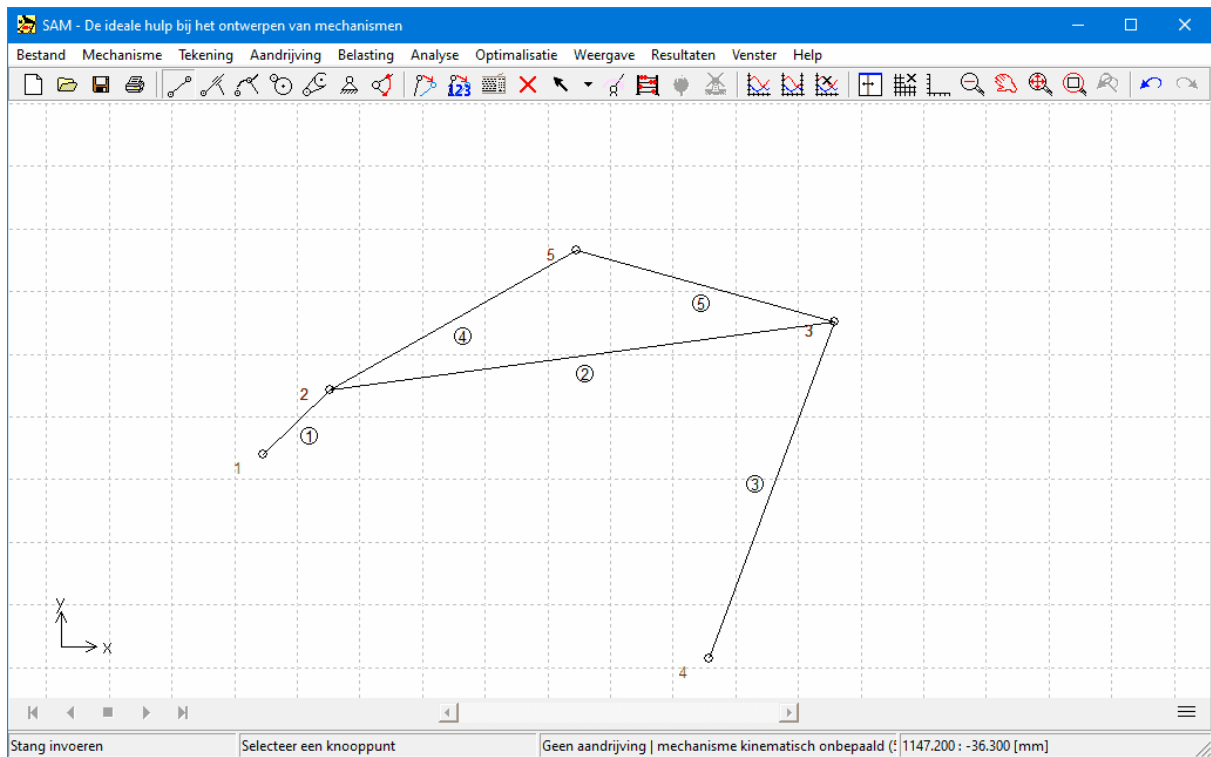 SAM - De ideale hulp bij het ontwerpen van mechanismen
Bestand Mechanisme Tekening Aandrijving Belasting Analyse Optimalisatie Weergave Resultaten Venster Help
123
5
5
3
4
2
2
1
1
3
4
y
x
Stang invoeren Selecteer een knooppunt Geen aandrijving | mechanisme kinematisch onbepaald (! 1147.200 : -36.300 [mm]